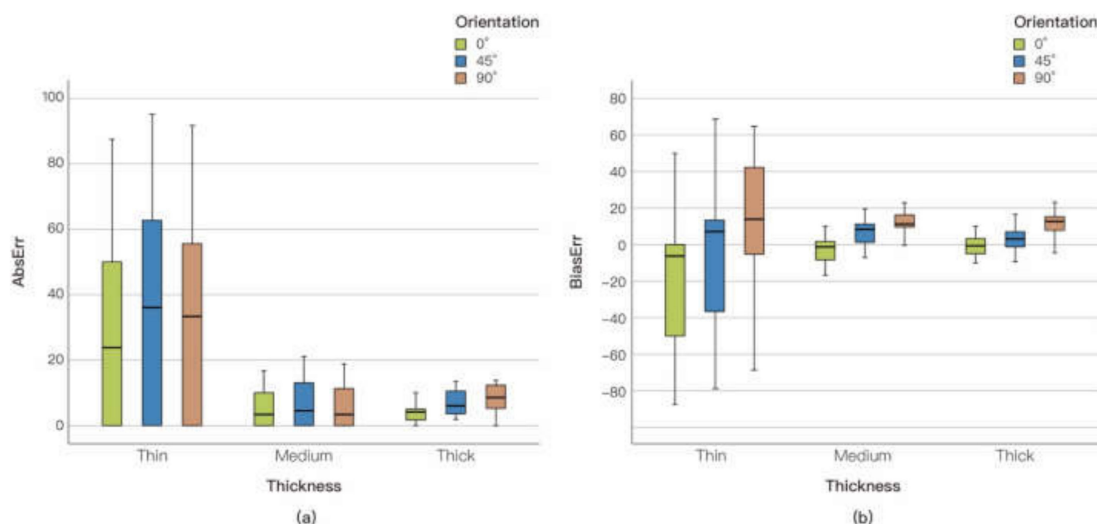 Orientation
0°
45°
90°
100
80
60
40
20
0
AbsErr
Thin Medium Thick
Thickness
(a)
Orientation
0°
45°
90°
80
60
40
20
0
-20
-40
-60
-80
BiasErr
Thin Medium Thick
Thickness
(b)